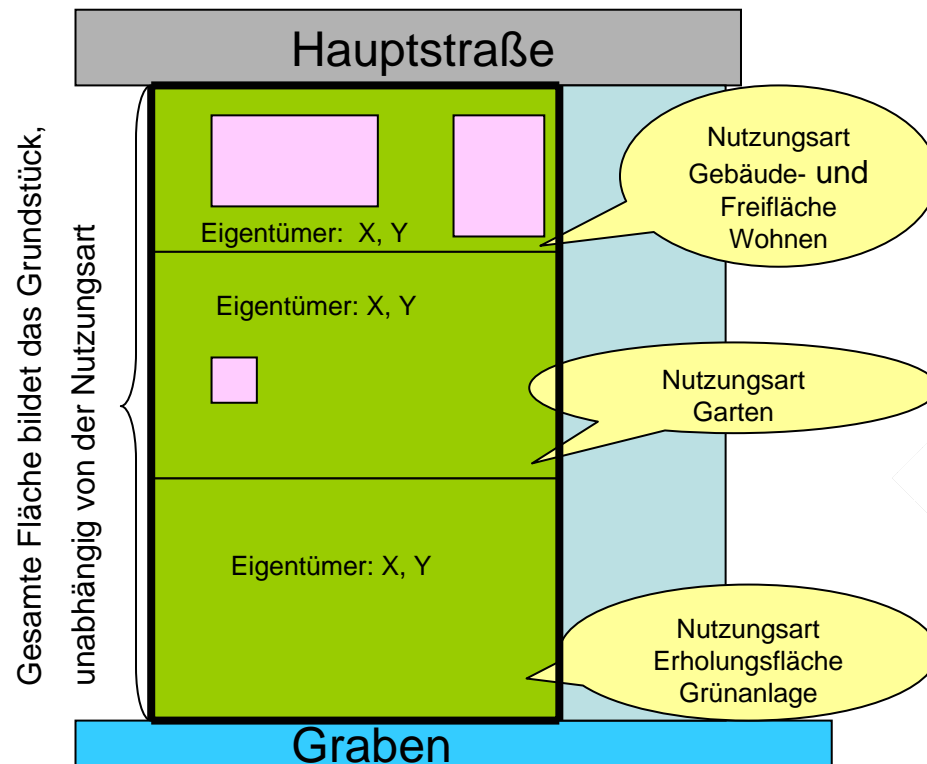 Hauptstraße
Gesamte Fläche bildet das Grundstück,
unabhängig von der Nutzungsart
Eigentümer: X, Y
Nutzungsart
Gebäude- und
Freifläche
Wohnen
Eigentümer: X, Y
Nutzungsart
Garten
Eigentümer: X, Y
Nutzungsart
Erholungsfläche
Grünanlage
Graben